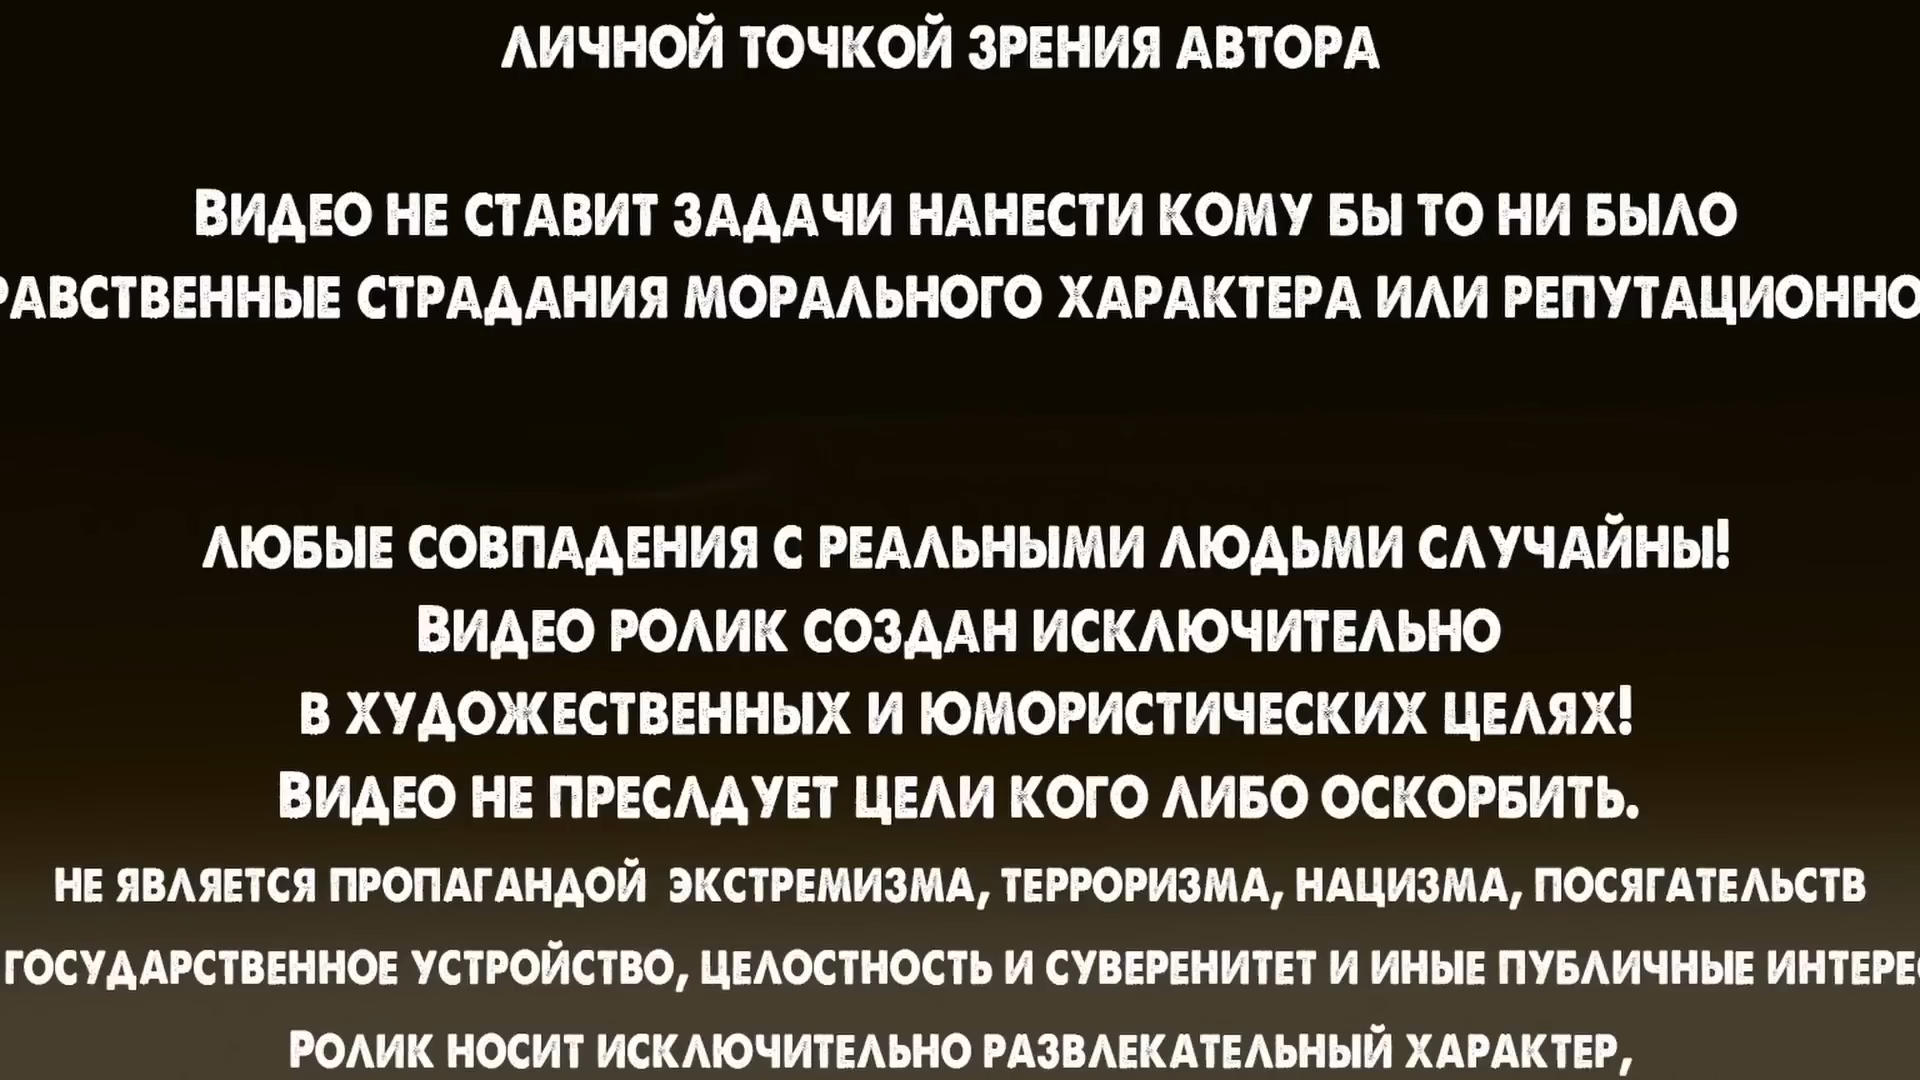 ЛИЧНОЙ ТОЧКОЙ ЗРЕНИЯ АВТОРА
ВИДЕО НЕ СТАВИТ ЗАДАЧИ НАНЕСТИ КОМУ БЫ ТО НИ БЫЛО
РАВСТВЕННЫЕ СТРАДАНИЯ МОРАЛЬНОГО ХАРАКТЕРА ИЛИ РЕПУТАЦИОННО
ЛЮБЫЕ СОВПАДЕНИЯ С РЕАЛЬНЫМИ ЛЮДЬМИ СЛУЧАЙНЫ!
ВИДЕО РОЛИК СОЗДАН ИСКЛЮЧИТЕЛЬНО
В ХУДОЖЕСТВЕННЫХ И ЮМОРИСТИЧЕСКИХ ЦЕЛЯХ!
ВИДЕО НЕ ПРЕСЛДУЕТ ЦЕЛИ КОГО ЛИБО ОСКОРБИТЬ.
НЕ ЯВЛЯЕТСЯ ПРОПАГАНДОЙ ЭКСТРЕМИЗМА, ТЕРРОРИЗМА, НАЦИЗМА, ПОСЯГАТЕЛЬСТВ
ГОСУДАРСТВЕННОЕ УСТРОЙСТВО, ЦЕЛОСТНОСТЬ И СУВЕРЕНИТЕТ И ИНЫЕ ПУБЛИЧНЫЕ ИНТЕРЕС
РОЛИК НОСИТ ИСКЛЮЧИТЕЛЬНО РАЗВЛЕКАТЕЛЬНЫЙ ХАРАКТЕР,